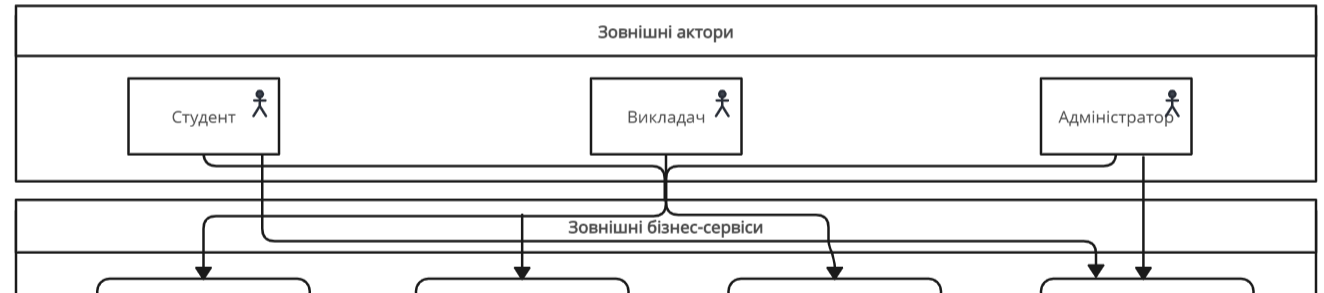 Зовнішні актори
Студент
Викладач
Адміністратор
Зовнішні бізнес-сервіси